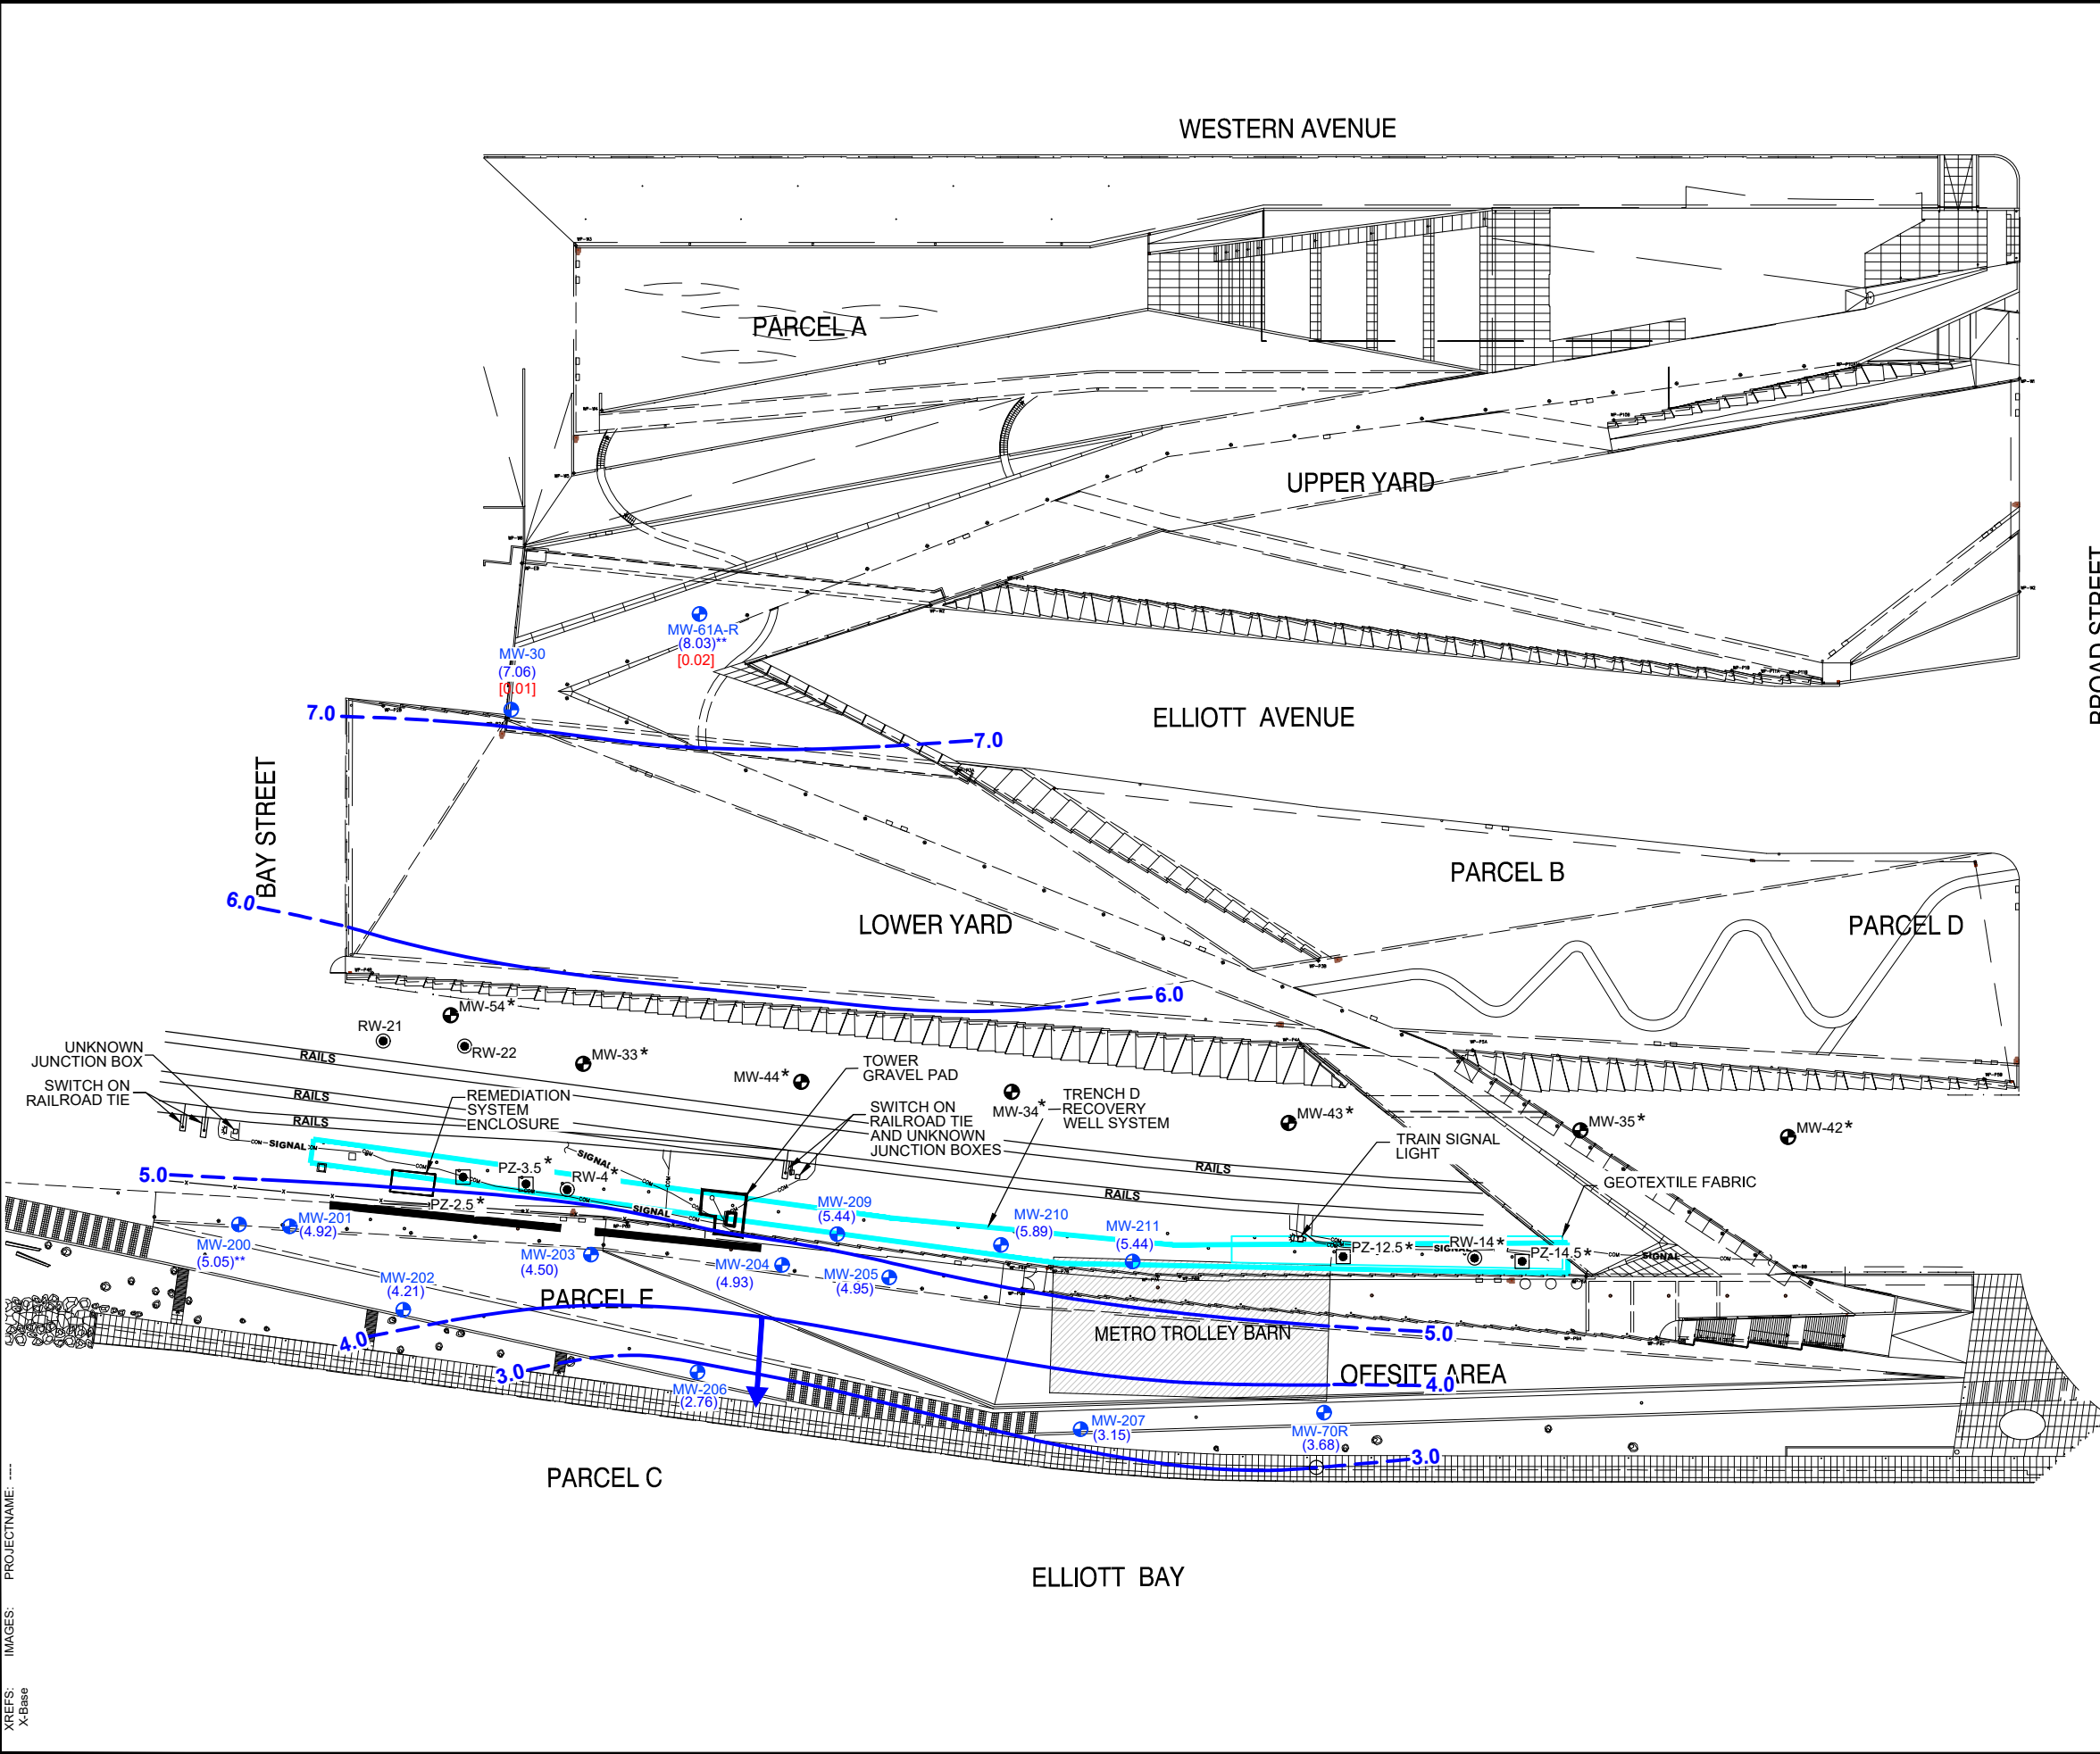 WESTERN AVENUE
PARCEL A
UPPER YARD
BROAD STREET
MW-61A-R
(8.03)**
[0.02]
MW-30
(7.06)
[0.01]
7.0
7.0
ELLIOTT AVENUE
BAY STREET
PARCEL B
6.0
LOWER YARD
PARCEL D
6.0
MW-54*
RW-21
RW-22
UNKNOWN
JUNCTION BOX
SWITCH ON
RAILROAD TIE
RAILS
RAILS
RAILS
MW-33*
MW-44*
TOWER
GRAVEL PAD
REMEDIATION
SYSTEM
ENCLOSURE
SWITCH ON
RAILROAD TIE
AND UNKNOWN
JUNCTION BOXES
MW-34*
TRENCH D
RECOVERY
WELL SYSTEM
MW-43*
MW-35*
MW-42*
TRAIN SIGNAL
LIGHT
RAILS
RAILS
GEOTEXTILE FABRIC
SIGNAL
SIGNAL
SIGNAL
SIGNAL
SIGNAL
5.0
PZ-3.5*
RW-4*
PZ-2.5*
MW-209
(5.44)
MW-210
(5.89)
MW-211
(5.44)
PZ-12.5*
RW-14*
PZ-14.5*
MW-201
(4.92)
MW-200
(5.05)**
MW-203
(4.50)
MW-204
(4.93)
MW-205
(4.95)
MW-202
(4.21)
PARCEL E
4.0
METRO TROLLEY BARN
5.0
3.0
OFFSITE AREA
4.0
MW-206
(2.76)
MW-207
(3.15)
MW-70R
(3.68)
3.0
PARCEL C
ELLIOTT BAY
XREFS: IMAGES: PROJECTNAME: ----
X-Base